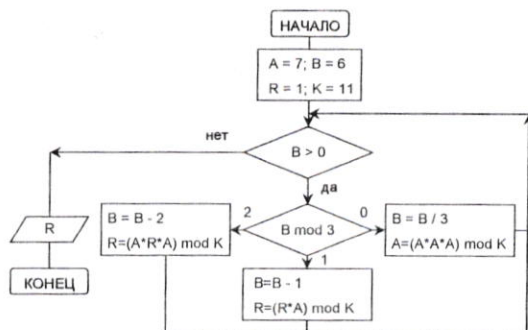 НАЧАЛО
A = 7; B = 6
R = 1; K = 11
нет
B > 0
да
R
B = B - 2
R=(A*R*A) mod K
2
B mod 3
0
B = B / 3
A=(A*A*A) mod K
1
КОНЕЦ
B=B - 1
R=(R*A) mod K